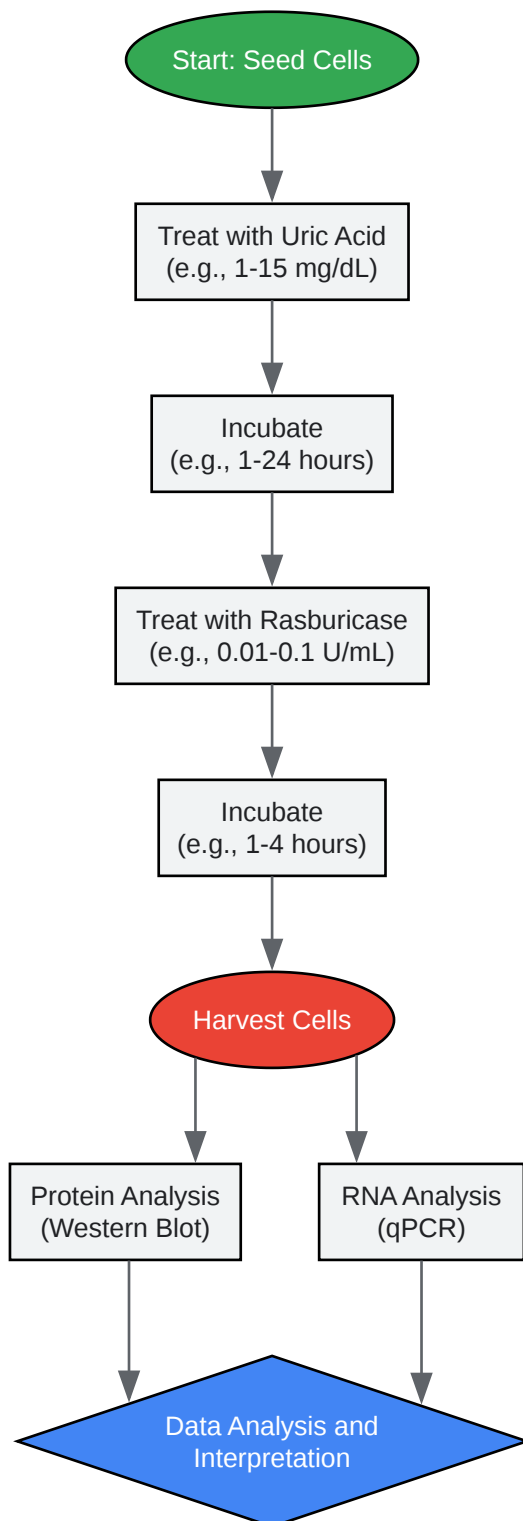 Start: Seed Cells
Treat with Uric Acid
(e.g., 1-15 mg/dL)
Incubate
(e.g., 1-24 hours)
Treat with Rasburicase
(e.g., 0.01-0.1 U/mL)
Incubate
(e.g., 1-4 hours)
Harvest Cells
Protein Analysis
(Western Blot)
RNA Analysis
(qPCR)
Data Analysis and
Interpretation